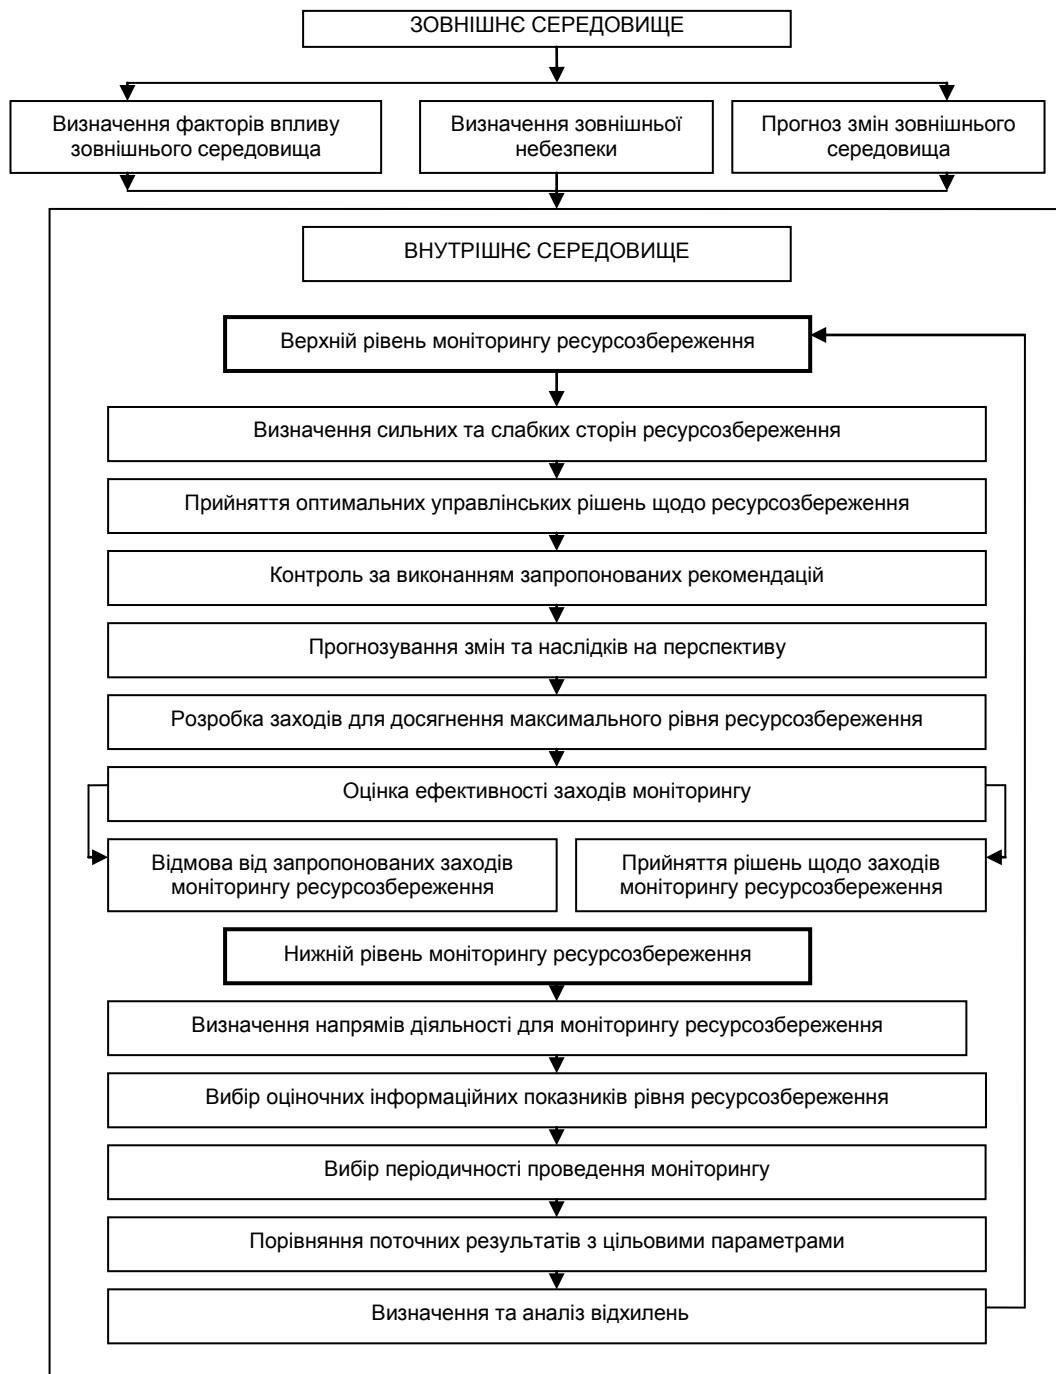 ЗОВНІШНЄ СЕРЕДОВИЩЕ
Визначення факторів впливу
зовнішнього середовища
Визначення зовнішньої
небезпеки
Прогноз змін зовнішнього
середовища
ВНУТРІШНЄ СЕРЕДОВИЩЕ
Верхній рівень моніторингу ресурсозбереження
Визначення сильних та слабких сторін ресурсозбереження
Прийняття оптимальних управлінських рішень щодо ресурсозбереження
Контроль за виконанням запропонованих рекомендацій
Прогнозування змін та наслідків на перспективу
Розробка заходів для досягнення максимального рівня ресурсозбереження
Оцінка ефективності заходів моніторингу
Відмова від запропонованих заходів
моніторингу ресурсозбереження
Прийняття рішень щодо заходів
моніторингу ресурсозбереження
Нижній рівень моніторингу ресурсозбереження
Визначення напрямів діяльності для моніторингу ресурсозбереження
Вибір оціночних інформаційних показників рівня ресурсозбереження
Вибір періодичності проведення моніторингу
Порівняння поточних результатів з цільовими параметрами
Визначення та аналіз відхилень